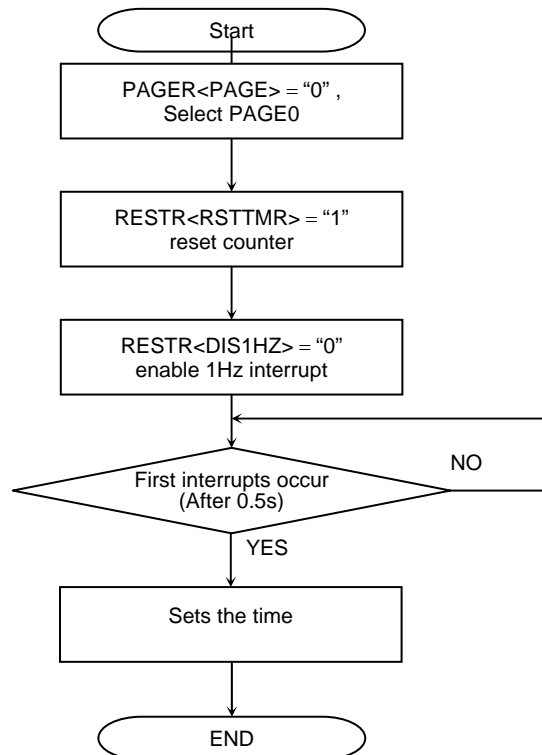 Start
PAGER<PAGE> = “0” ,
Select PAGE0
RESTR<RSTTMR> = “1”
reset counter
RESTR<DIS1HZ> = “0”
enable 1Hz interrupt
First interrupts occur
(After 0.5s)
NO
YES
Sets the time
END